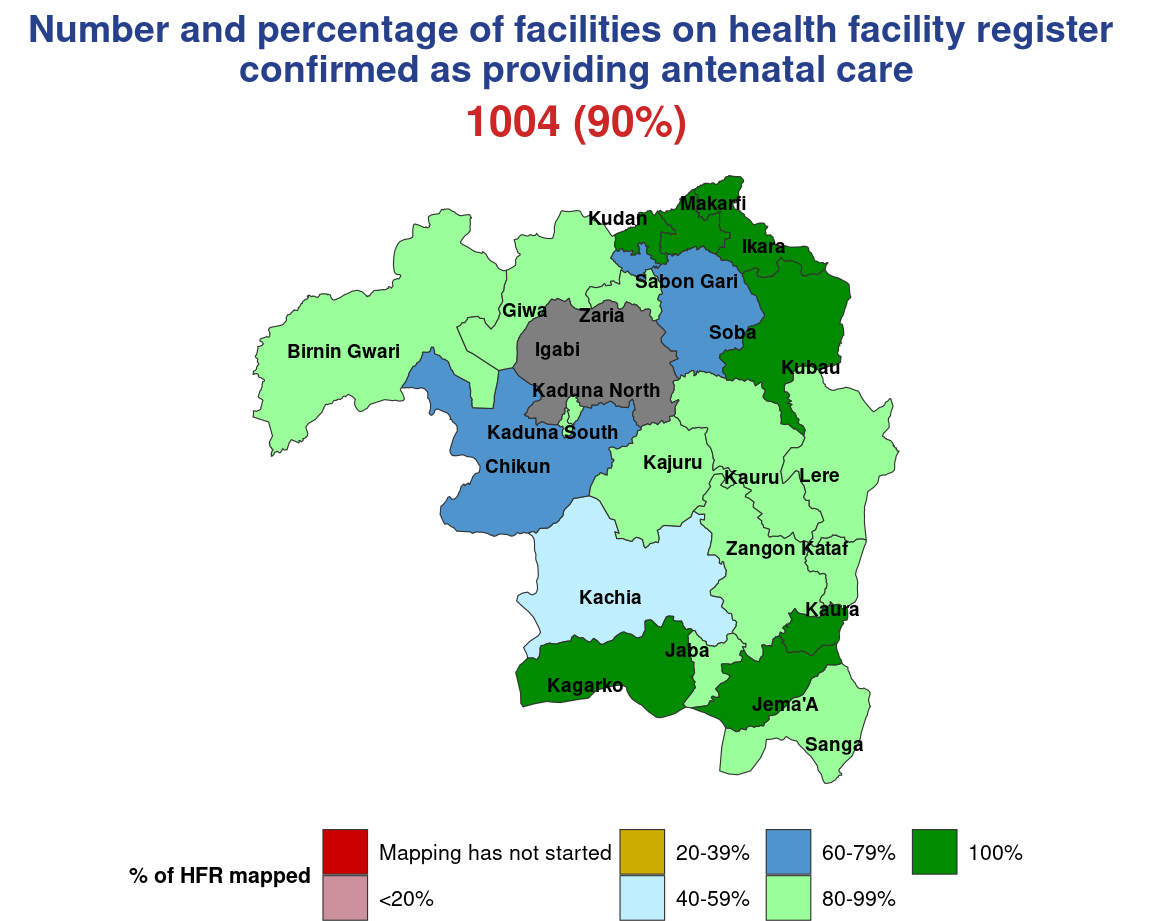 Number and percentage of facilities on health facility register
confirmed as providing antenatal care
1004 (90%)
Makarfi
Kudan
Ikara
Sabon Gari
Giwa
Zaria
Soba
Igabi
Birnin Gwari
Kubau
Kaduna North
Kaduna South
Kajuru
Chikun
Kauru
Lere
Zangon Kataf
Kachia
Kaura
Jaba
Kagarko
Jema'A
Sanga
% of HFR mapped
Mapping has not started
<20%
20-39%
40-59%
60-79%
80-99%
100%